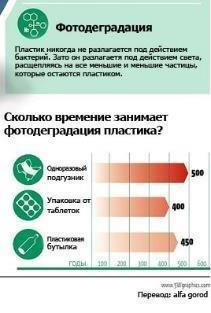 Фотодеградация
Пластик никогда не разлагается под действием
бактерий. Зато он разлагается под действием света,
расщепляясь на все меньшие и меньшие частицы,
которые остаются пластиком.
Сколько времение занимает
фотодеградация пластика?
Одноразовый
подгузник
500
Упаковка от
таблеток
400
Пластиковая
бутылка
450
ГОДЫ 100 200 300 400 500 600
Перевод: alfa gorod